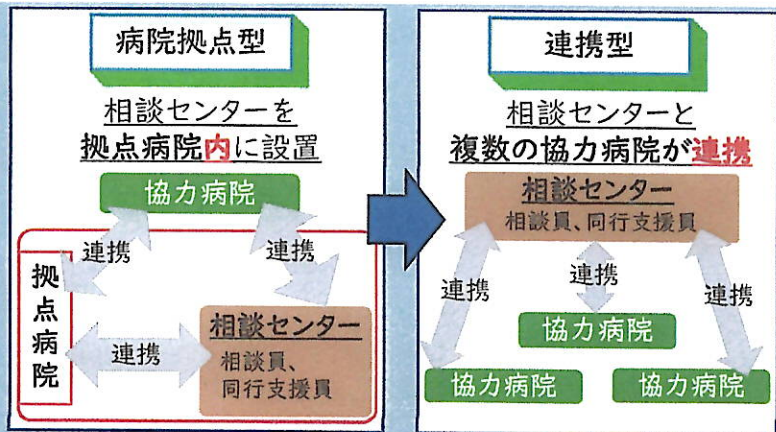 病院拠点型
相談センターを
拠点病院内に設置
協力病院
連携
連携
拠点病院
連携
相談センター
相談員、
同行支援員
連携型
相談センターと
複数の協力病院が連携
相談センター
相談員、同行支援員
連携
連携
連携
協力病院
協力病院
協力病院